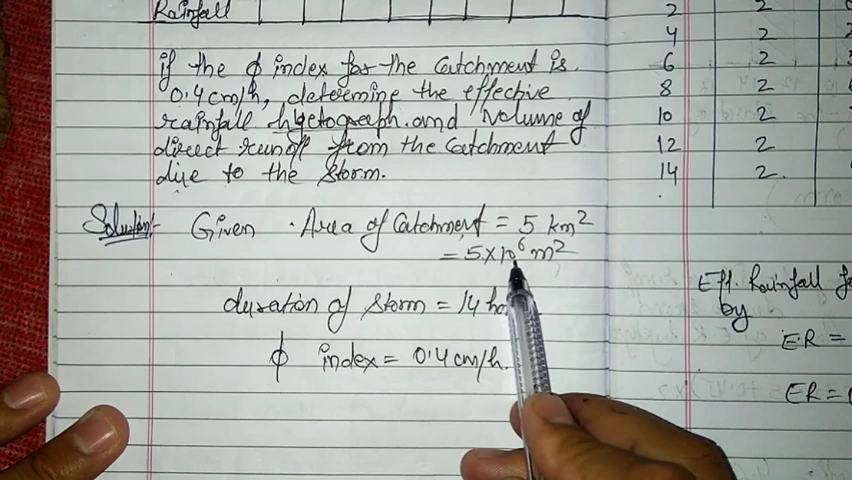 Rainfall
if the φ index for the Catchment is
0.4 cm/h, determine the effective
rainfall hyetograph and Volume of
direct runoff from the Catchment
due to the Storm.
Solution:- Given . Area of Catchment = 5 km²
= 5×10⁶ m²
duration of Storm = 14
φ index = 0.4 cm/h.
2 2
4 2
6 2
8 2
10 2
12 2
14 2.
Eff. Rainfall
by
ER =
ER =